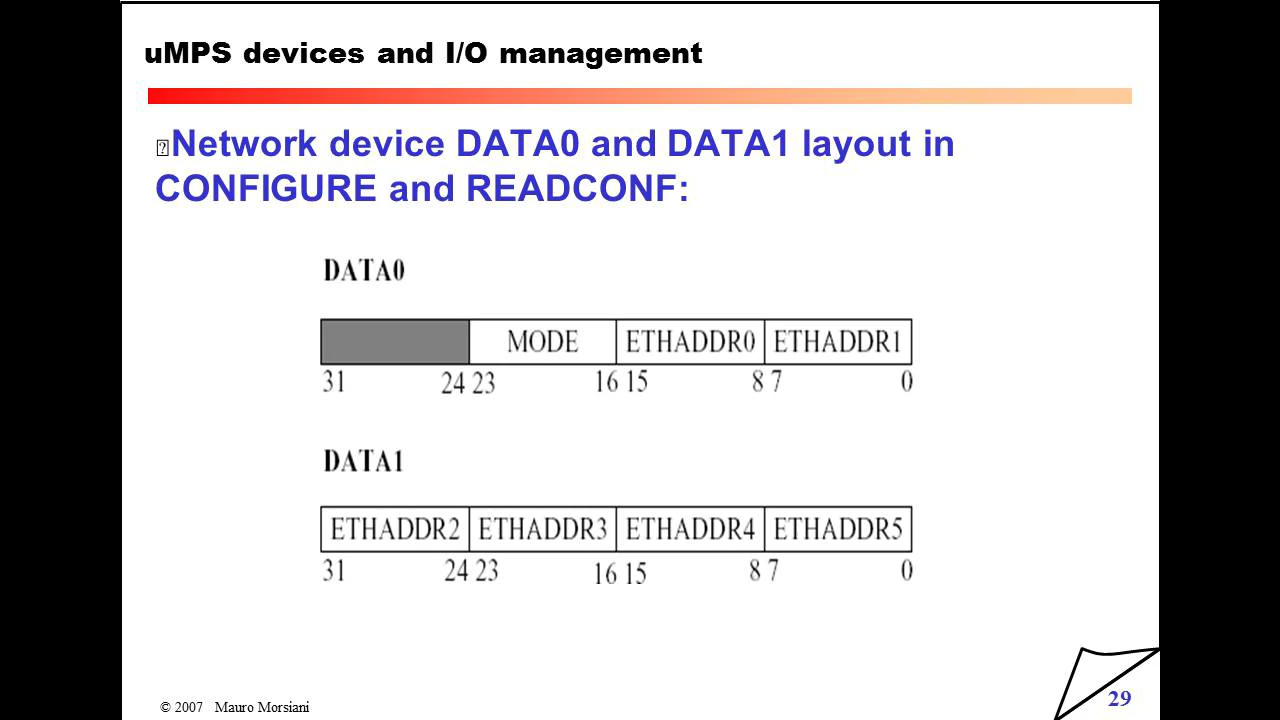 uMPS devices and I/O management
Network device DATA0 and DATA1 layout in
CONFIGURE and READCONF:
DATA0
MODE ETHADDR0 ETHADDR1
31 24 23 16 15 8 7 0
DATA1
ETHADDR2 ETHADDR3 ETHADDR4 ETHADDR5
31 24 23 16 15 8 7 0
© 2007 Mauro Morsiani
29